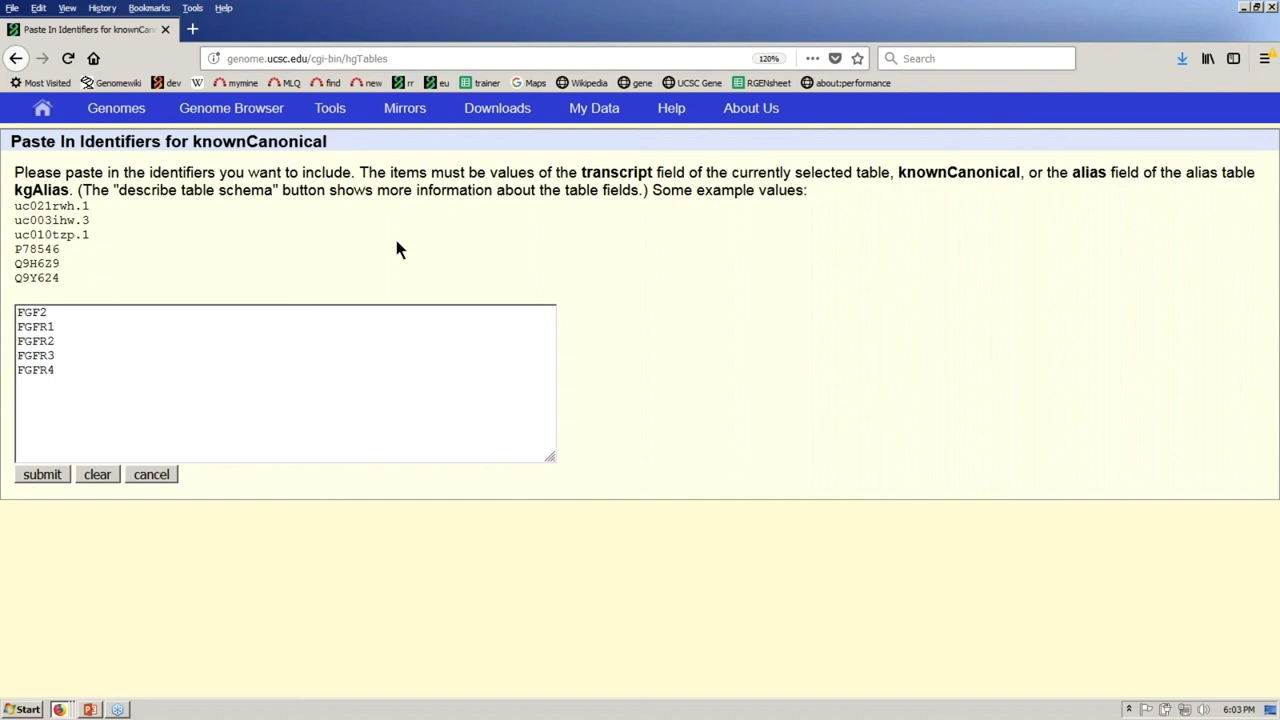 File Edit View History Bookmarks Tools Help
Paste In Identifiers for knownCan
genome.ucsc.edu/cgi-bin/hgTables 120% Search
Most Visited Genomewiki dev mymine MLQ find new rr eu trainer Maps Wikipedia gene UCSC Gene RGENsheet about:performance
Genomes Genome Browser Tools Mirrors Downloads My Data Help About Us
Paste In Identifiers for knownCanonical
Please paste in the identifiers you want to include. The items must be values of the transcript field of the currently selected table, knownCanonical, or the alias field of the alias table
kgAlias. (The "describe table schema" button shows more information about the table fields.) Some example values:
uc021rwh.1
uc003ihw.3
uc010tzp.1
P78546
Q9H6Z9
Q9Y624
FGF2
FGFR1
FGFR2
FGFR3
FGFR4
submit clear cancel
Start 6:03 PM